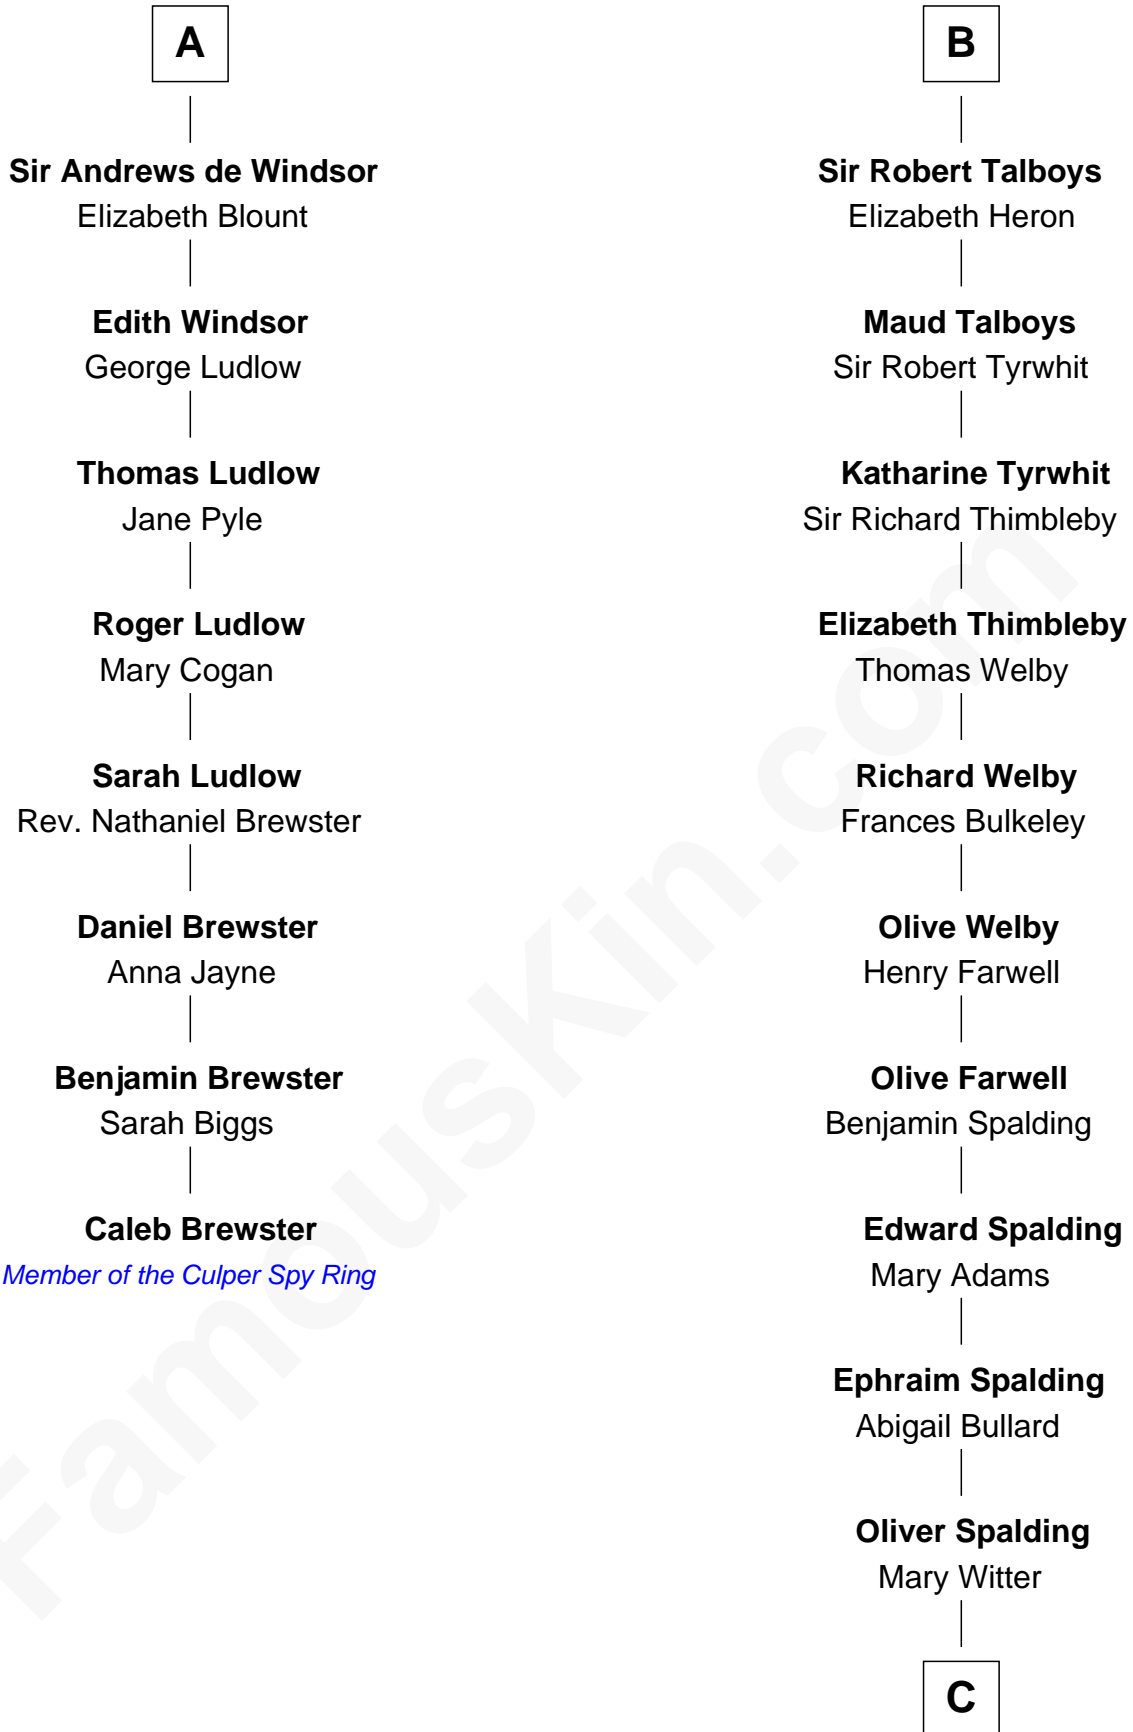 A
Sir Andrews de Windsor
Elizabeth Blount
Edith Windsor
George Ludlow
Thomas Ludlow
Jane Pyle
Roger Ludlow
Mary Cogan
Sarah Ludlow
Rev. Nathaniel Brewster
Daniel Brewster
Anna Jayne
Benjamin Brewster
Sarah Biggs
Caleb Brewster
Member of the Culper Spy Ring
B
Sir Robert Talboys
Elizabeth Heron
Maud Talboys
Sir Robert Tyrwhit
Katharine Tyrwhit
Sir Richard Thimbleby
Elizabeth Thimbleby
Thomas Welby
Richard Welby
Frances Bulkeley
Olive Welby
Henry Farwell
Olive Farwell
Benjamin Spalding
Edward Spalding
Mary Adams
Ephraim Spalding
Abigail Bullard
Oliver Spalding
Mary Witter
C
FamousKin.com